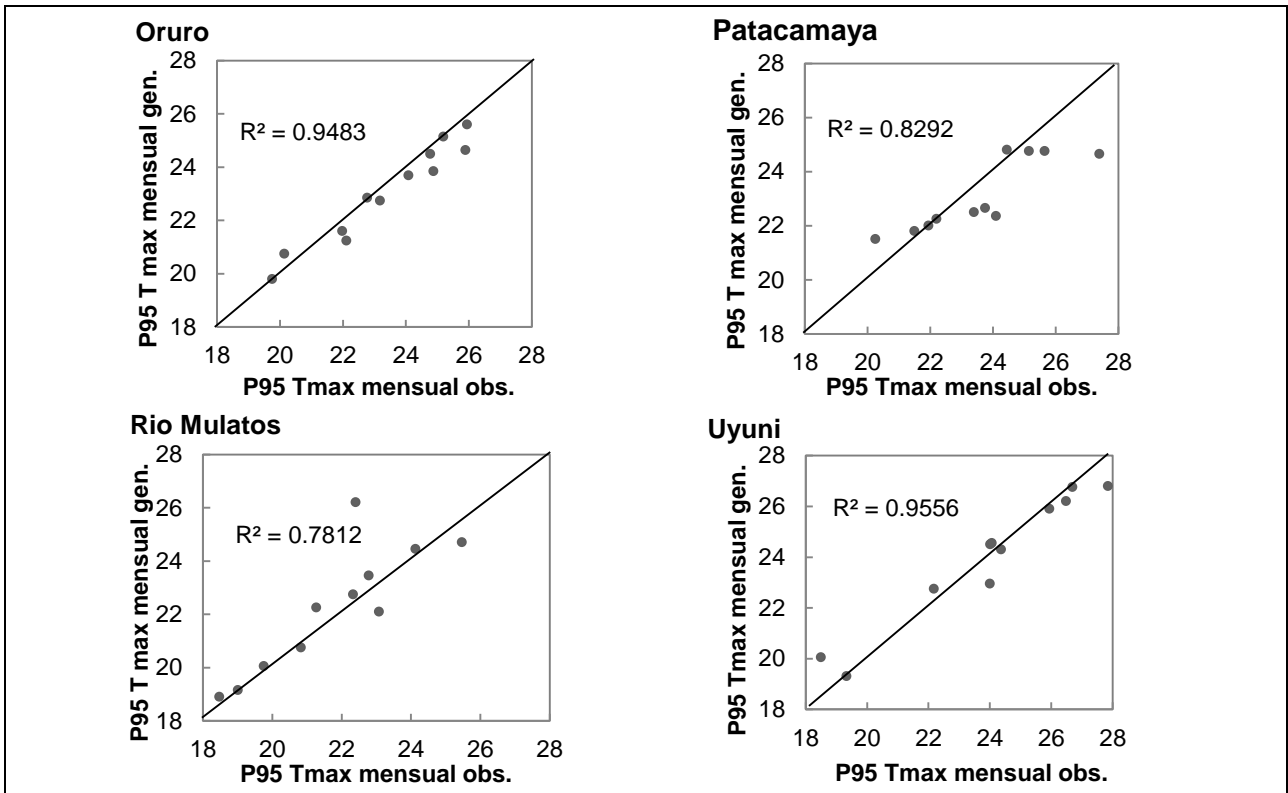 Oruro
28
26
24
22
20
18
18 20 22 24 26 28
P95 T max mensual gen.
P95 Tmax mensual obs.
R² = 0.9483
Patacamaya
28
26
24
22
20
18
18 20 22 24 26 28
P95 T max mensual gen.
P95 Tmax mensual obs.
R² = 0.8292
Rio Mulatos
28
26
24
22
20
18
18 20 22 24 26 28
P95 T max mensual gen.
P95 Tmax mensual obs.
R² = 0.7812
Uyuni
28
26
24
22
20
18
18 20 22 24 26 28
P95 Tmax mensual gen.
P95 Tmax mensual obs.
R² = 0.9556